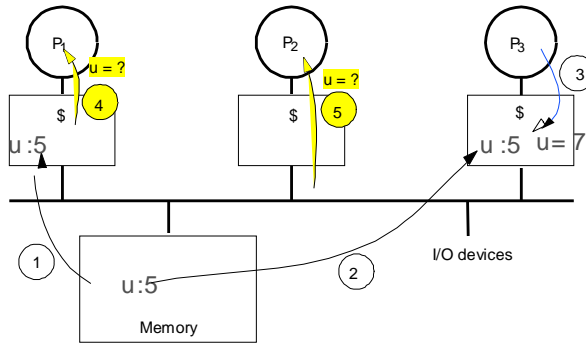 P1
P2
P3
u = ?
u = ?
3
$
4
$
5
$
u :5
u :5
u= 7
1
2
I/O devices
u:5
Memory